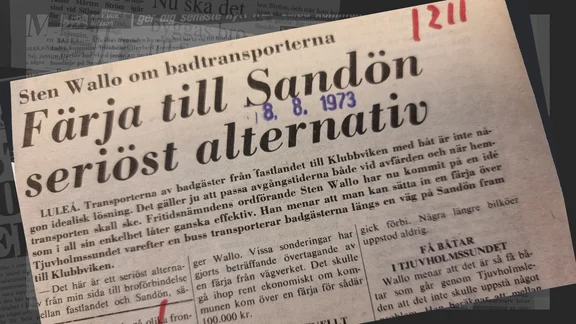 Nu ska det
1211
Sten Wallo om badtransporterna
Färja till Sandön
8. 8. 1973
seriöst alternativ
LULEÅ. Transporterna av badgäster från fastlandet till Klubbviken med båt är inte nå-
gon idealisk lösning. Det gäller ju att passa avgångstiderna både vid avfärden och när hem-
transporten skall ske. Fritidsnämndens ordförande Sten Wallo har nu kommit på en idé
som i all sin enkelhet låter ganska effektiv. Han menar att man kan sätta in en färja över
Tjuvholmssundet varefter en buss transporterar badgästerna längs en väg på Sandön fram
till Klubbviken.
— Det här är ett seriöst alterna-
v från min sida till broförbindelse
ellan fastlandet och Sandön, sä-
ger Wallo. Vissa sonderingar har
gjorts beträffande övertagande av
en färja från vägverket. Det skulle
gå ihop rent ekonomiskt om kom-
munen kom över en färja för sådär
100.000 kr.
gick förbi. Några längre bilköer
uppstod aldrig.
FÅ BÅTAR
I TJUVHOLMSSUNDET
Wallo menar att det är så få bå-
tar som går genom Tjuvholmsle-
den att det inte skulle uppstå något